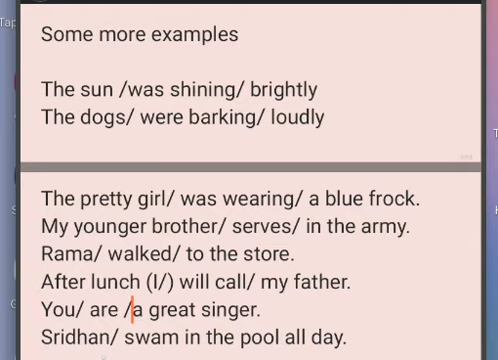 Some more examples
The sun /was shining/ brightly
The dogs/ were barking/ loudly
The pretty girl/ was wearing/ a blue frock.
My younger brother/ serves/ in the army.
Rama/ walked/ to the store.
After lunch (I/) will call/ my father.
You/ are /a great singer.
Sridhan/ swam in the pool all day.